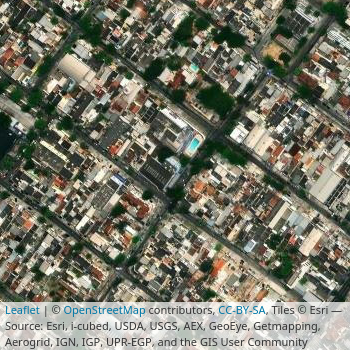 Leaflet | © OpenStreetMap contributors, CC-BY-SA, Tiles © Esri —
Source: Esri, i-cubed, USDA, USGS, AEX, GeoEye, Getmapping,
Aerogrid, IGN, IGP, UPR-EGP, and the GIS User Community